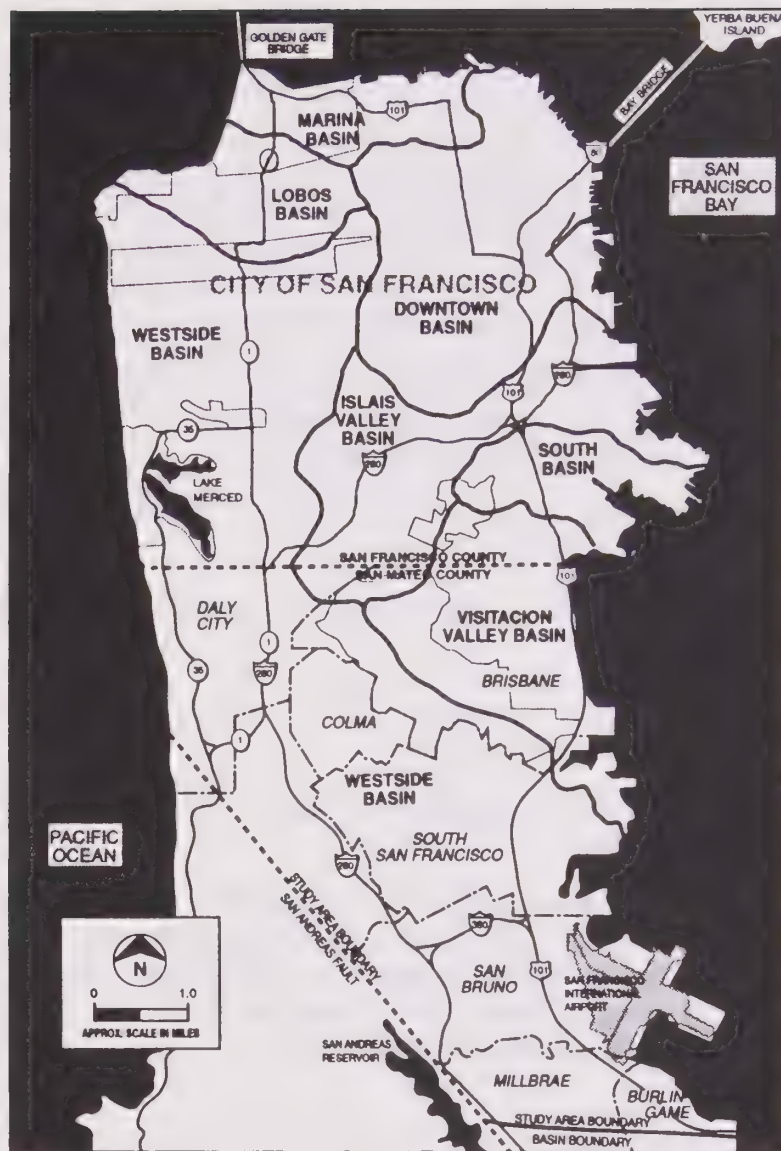 GOLDEN GATE
BRIDGE
YERBA BUENA
ISLAND
BAY BRIDGE
101
MARINA
BASIN
80
SAN
FRANCISCO
BAY
LOBOS
BASIN
CITY OF SAN FRANCISCO
DOWNTOWN
BASIN
WESTSIDE
BASIN
1
280
101
ISLAIS
VALLEY
BASIN
35
280
SOUTH
BASIN
LAKE
MERCED
SAN FRANCISCO COUNTY
SAN MATEO COUNTY
101
DALY
CITY
VISITACION
VALLEY BASIN
1
35
280
BRISBANE
COLMA
1
WESTSIDE
BASIN
PACIFIC
OCEAN
SOUTH
SAN FRANCISCO
280
STUDY AREA BOUNDARY
SAN ANDREAS FAULT
380
N
0 1.0
APPROX. SCALE IN MILES
SAN
BRUNO
101
SAN FRANCISCO
INTERNATIONAL
AIRPORT
SAN ANDREAS
RESERVOIR
MILLBRAE
BURLIN-
GAME
STUDY AREA BOUNDARY
BASIN BOUNDARY